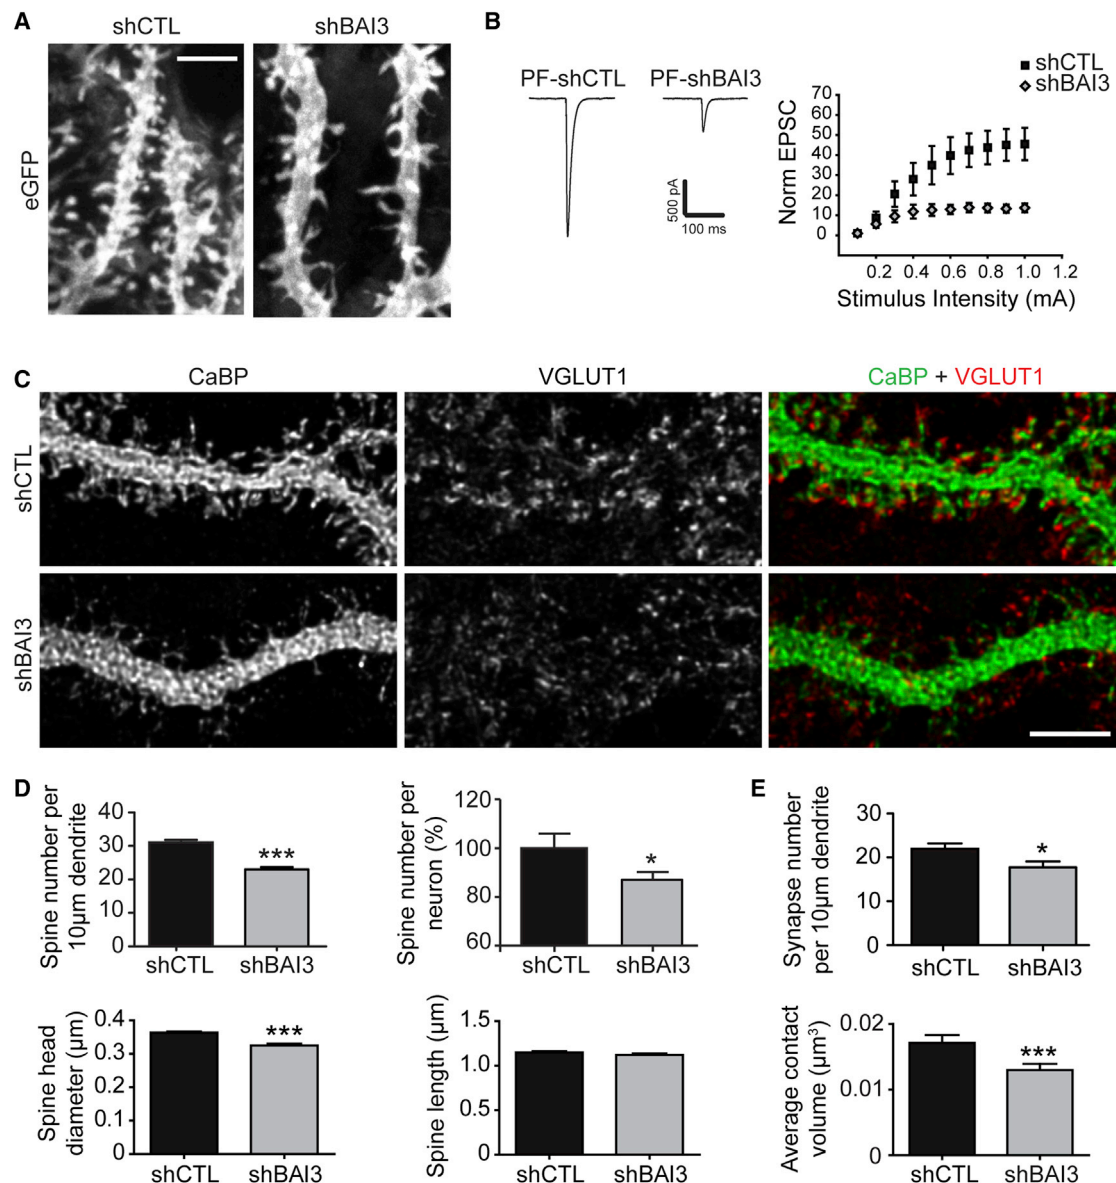 A
shCTL
shBAI3
eGFP
B
PF-shCTL
PF-shBAI3
500 pA
100 ms
shCTL
shBAI3
Norm EPSC
70
60
50
40
30
20
10
0
0.2 0.4 0.6 0.8 1.0 1.2
Stimulus Intensity (mA)
C
CaBP
VGLUT1
CaBP + VGLUT1
shCTL
shBAI3
D
Spine number per
10µm dendrite
40
30
20
10
0
***
shCTL shBAI3
Spine number per
neuron (%)
120
100
80
60
*
shCTL shBAI3
E
Synapse number
per 10µm dendrite
30
20
10
0
*
shCTL shBAI3
Spine head
diameter (µm)
0.4
0.3
0.2
0.1
0
***
shCTL shBAI3
Spine length (µm)
1.5
1.0
0.5
0
shCTL shBAI3
Average contact
volume (µm³)
0.02
0.01
0
***
shCTL shBAI3